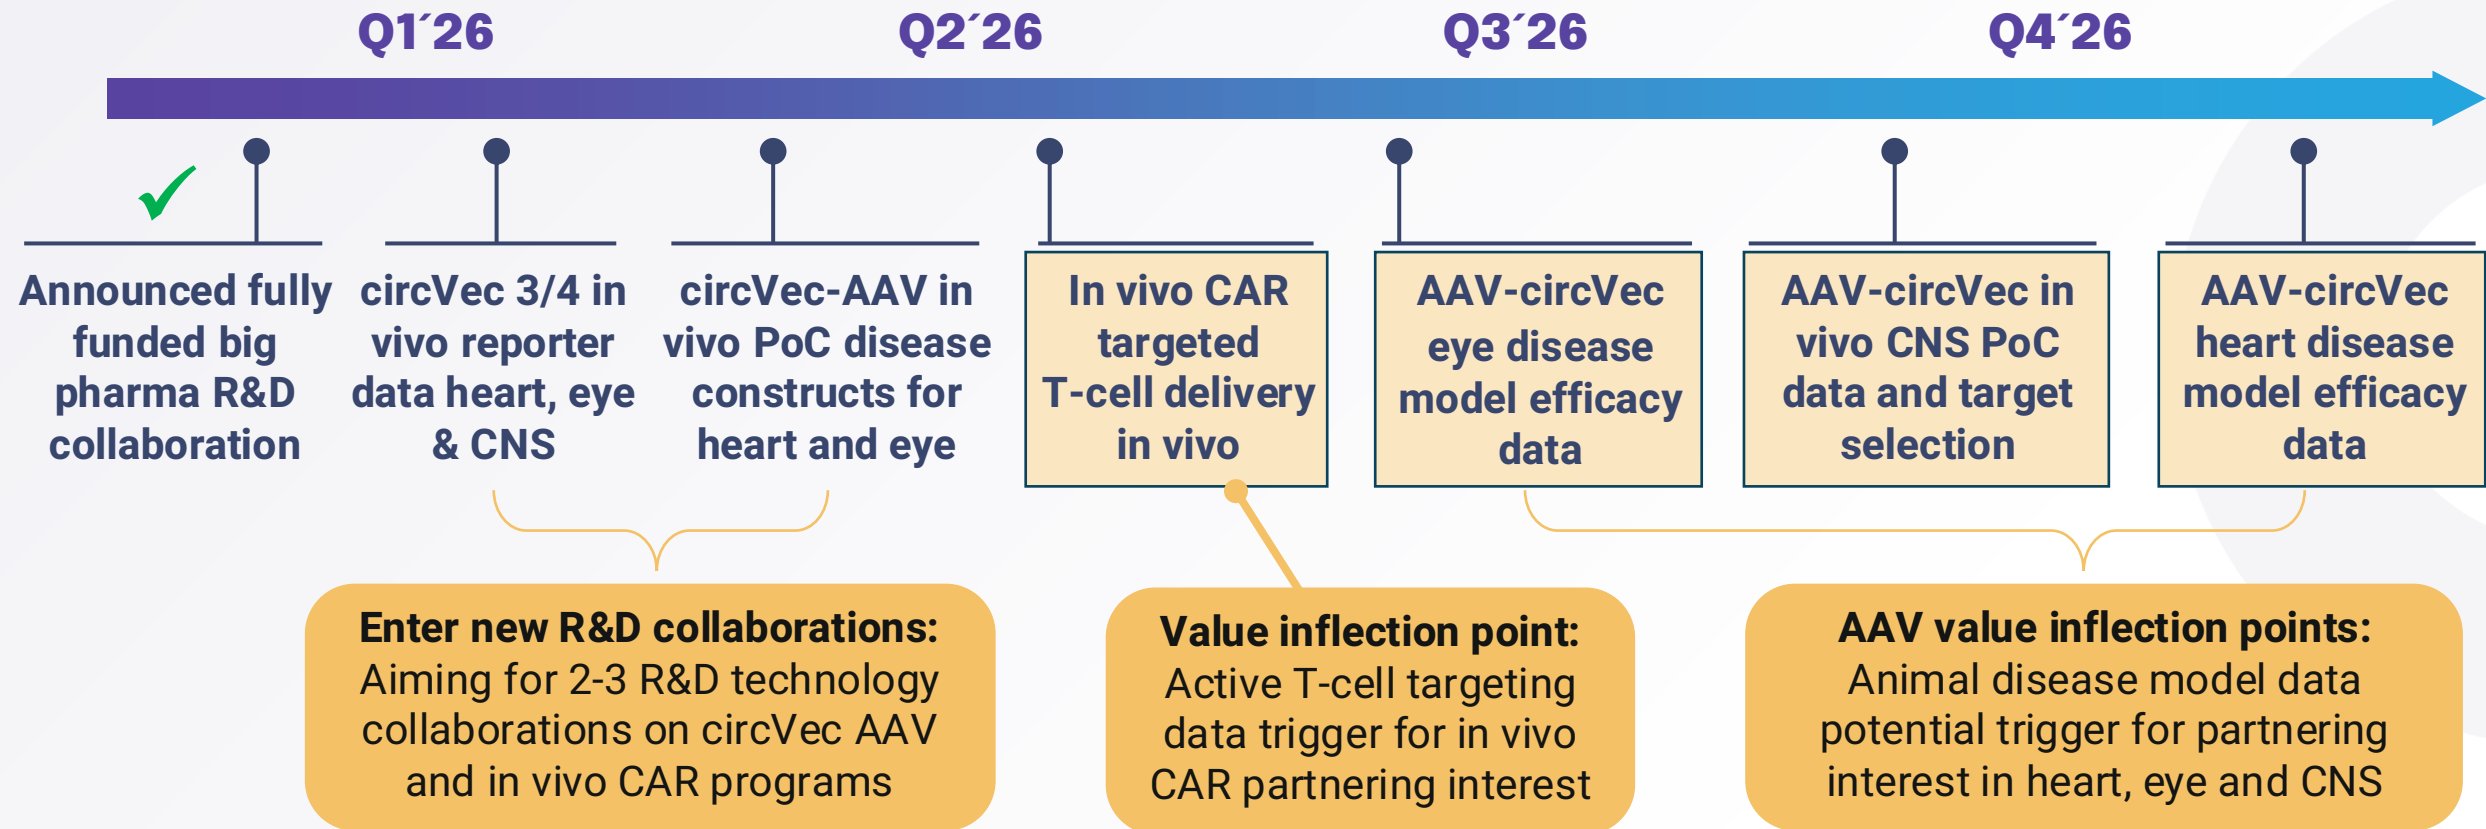 Q1´26
Q2´26
Q3´26
Q4´26
Announced fully
funded big
pharma R&D
collaboration
circVec 3/4 in
vivo reporter
data heart, eye
& CNS
circVec-AAV in
vivo PoC disease
constructs for
heart and eye
In vivo CAR
targeted
T-cell delivery
in vivo
AAV-circVec
eye disease
model efficacy
data
AAV-circVec in
vivo CNS PoC
data and target
selection
AAV-circVec
heart disease
model efficacy
data
Enter new R&D collaborations:
Aiming for 2-3 R&D technology
collaborations on circVec AAV
and in vivo CAR programs
Value inflection point:
Active T-cell targeting
data trigger for in vivo
CAR partnering interest
AAV value inflection points:
Animal disease model data
potential trigger for partnering
interest in heart, eye and CNS